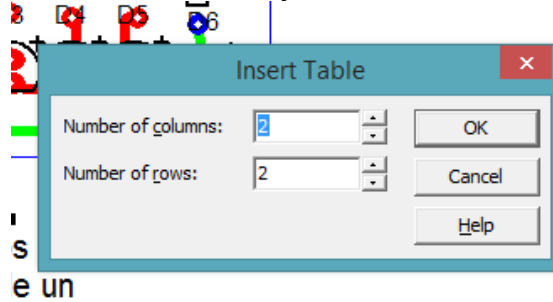 D4 D5 D6
Insert Table
Number of columns: 2
OK
Number of rows: 2
Cancel
Help
s
e un